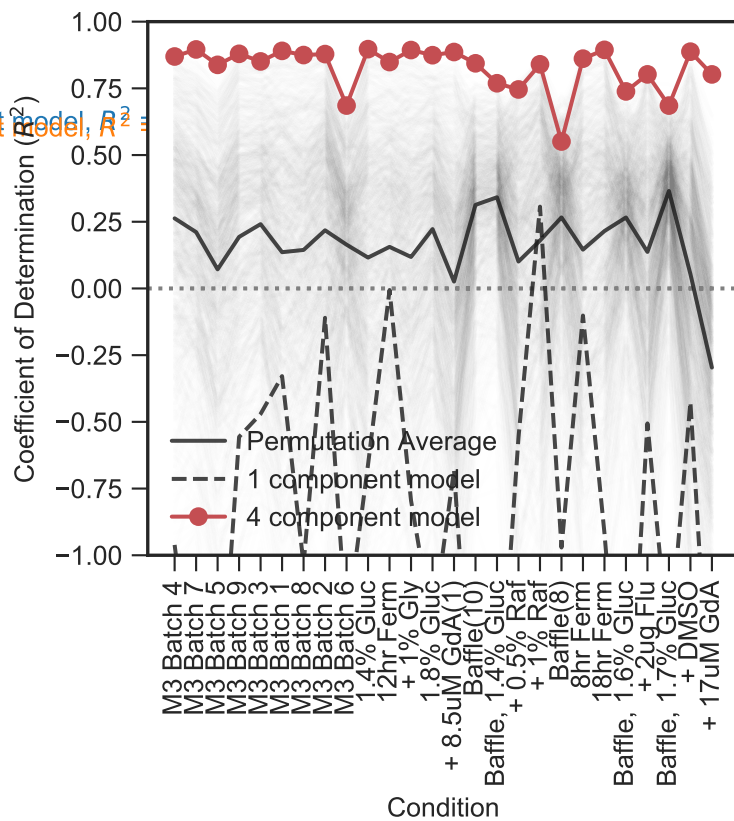 1.00
0.75
t model, R² =
t model, R² =
0.50
0.25
0.00
−0.25
−0.50
−0.75
−1.00
Coefficient of Determination (R²)
Permutation Average
1 component model
4 component model
M3 Batch 4
M3 Batch 7
M3 Batch 5
M3 Batch 9
M3 Batch 3
M3 Batch 1
M3 Batch 8
M3 Batch 2
M3 Batch 6
1.4% Gluc
12hr Ferm
+ 1% Gly
1.8% Gluc
+ 8.5uM GdA(1)
Baffle(10)
Baffle, 1.4% Gluc
+ 0.5% Raf
+ 1% Raf
Baffle(8)
8hr Ferm
18hr Ferm
Baffle, 1.6% Gluc
+ 2ug Flu
Baffle, 1.7% Gluc
+ DMSO
+ 17uM GdA
Condition